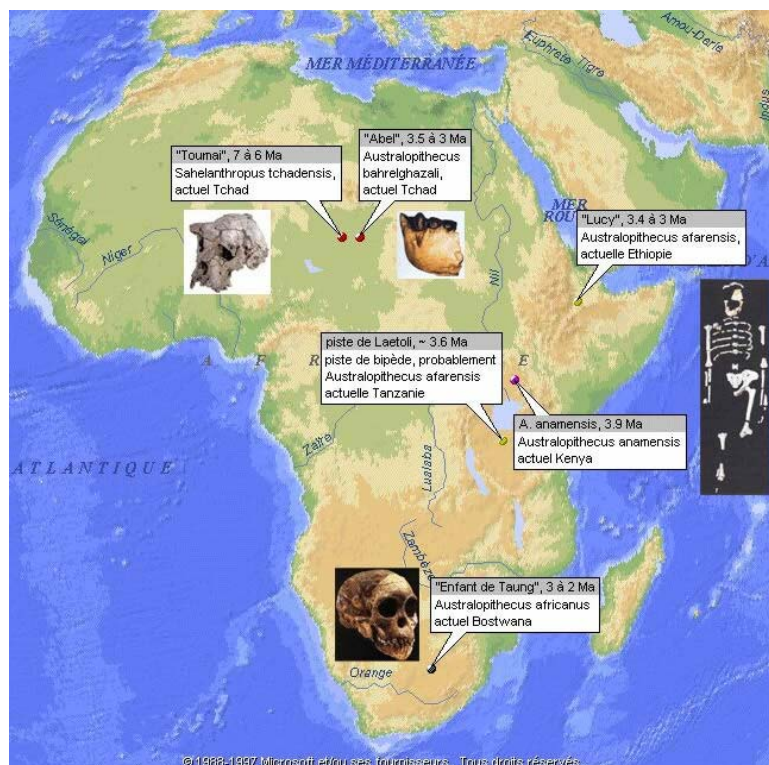 Amou-Daria
Euphrate Tigre
Indus
MER MÉDITERRANÉE
"Toumai", 7 à 6 Ma
Sahelanthropus tchadensis,
actuel Tchad
"Abel", 3.5 à 3 Ma
Australopithecus
bahrelghazali,
actuel Tchad
MER
ROU
"Lucy", 3.4 à 3 Ma
Australopithecus afarensis,
actuelle Ethiopie
D'A
Sénégal
Niger
Nil
piste de Laetoli, ~ 3.6 Ma
piste de bipède, probablement
Australopithecus afarensis
actuelle Tanzanie
A F R E
A. anamensis, 3.9 Ma
Australopithecus anamensis
actuel Kenya
Zaïre
Lualaba
ATLANTIQUE
Zambèze
"Enfant de Taung", 3 à 2 Ma
Australopithecus africanus
actuel Bostwana
Orange
© 1988-1997 Microsoft et/ou ses fournisseurs. Tous droits réservés.